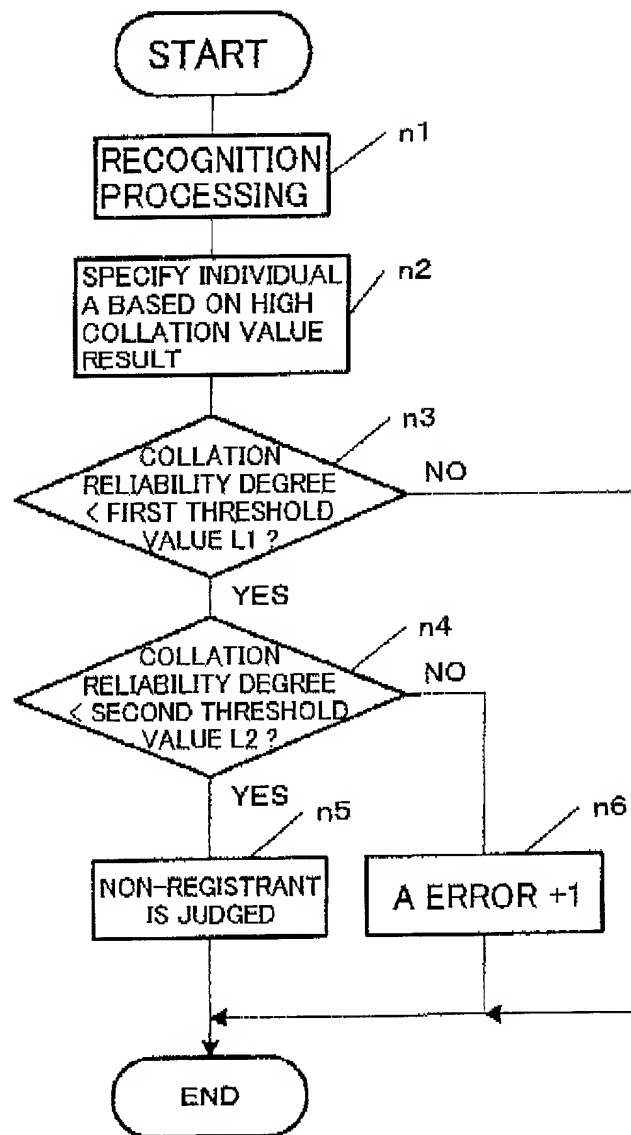 START
n1
RECOGNITION
PROCESSING
n2
SPECIFY INDIVIDUAL
A BASED ON HIGH
COLLATION VALUE
RESULT
n3
COLLATION
RELIABILITY DEGREE
< FIRST THRESHOLD
VALUE L1 ?
NO
YES
n4
COLLATION
RELIABILITY DEGREE
< SECOND THRESHOLD
VALUE L2 ?
NO
YES
n5
NON-REGISTRANT
IS JUDGED
n6
A ERROR +1
END